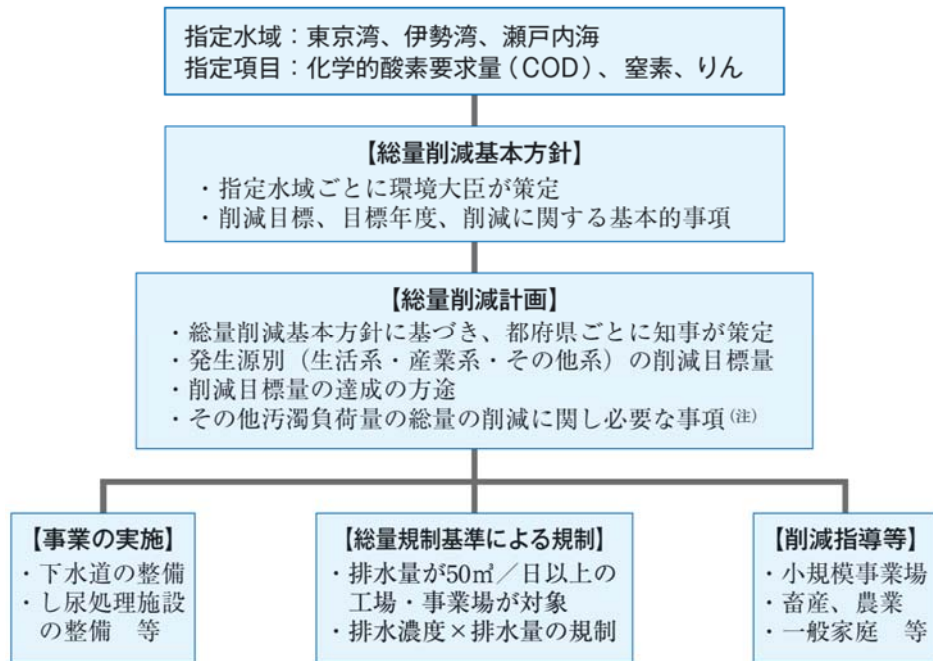 指定水域：東京湾、伊勢湾、瀬戸内海
指定項目：化学的酸素要求量（COD）、窒素、りん
【総量削減基本方針】
・指定水域ごとに環境大臣が策定
・削減目標、目標年度、削減に関する基本的事項
【総量削減計画】
・総量削減基本方針に基づき、都府県ごとに知事が策定
・発生源別（生活系・産業系・その他系）の削減目標量
・削減目標量の達成の方途
・その他汚濁負荷量の総量の削減に関し必要な事項（注）
【事業の実施】
・下水道の整備
・し尿処理施設
の整備　等
【総量規制基準による規制】
・排水量が50㎥／日以上の
工場・事業場が対象
・排水濃度×排水量の規制
【削減指導等】
・小規模事業場
・畜産、農業
・一般家庭　等